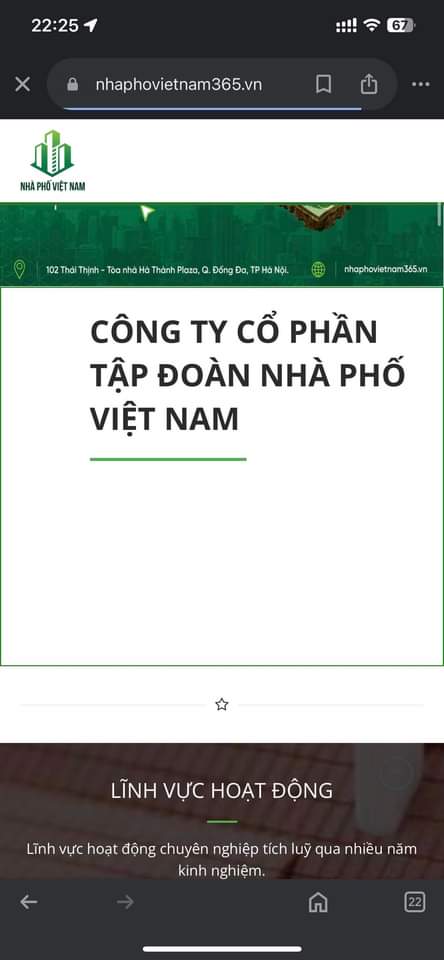 22:25
67
nhaphovietnam365.vn
NHÀ PHỐ VIỆT NAM
102 Thái Thịnh - Tòa nhà Hà Thành Plaza, Q. Đống Đa, TP Hà Nội.
nhaphovietnam365.vn
CÔNG TY CỔ PHẦN
TẬP ĐOÀN NHÀ PHỐ
VIỆT NAM
LĨNH VỰC HOẠT ĐỘNG
Lĩnh vực hoạt động chuyên nghiệp tích luỹ qua nhiều năm
kinh nghiệm.
22